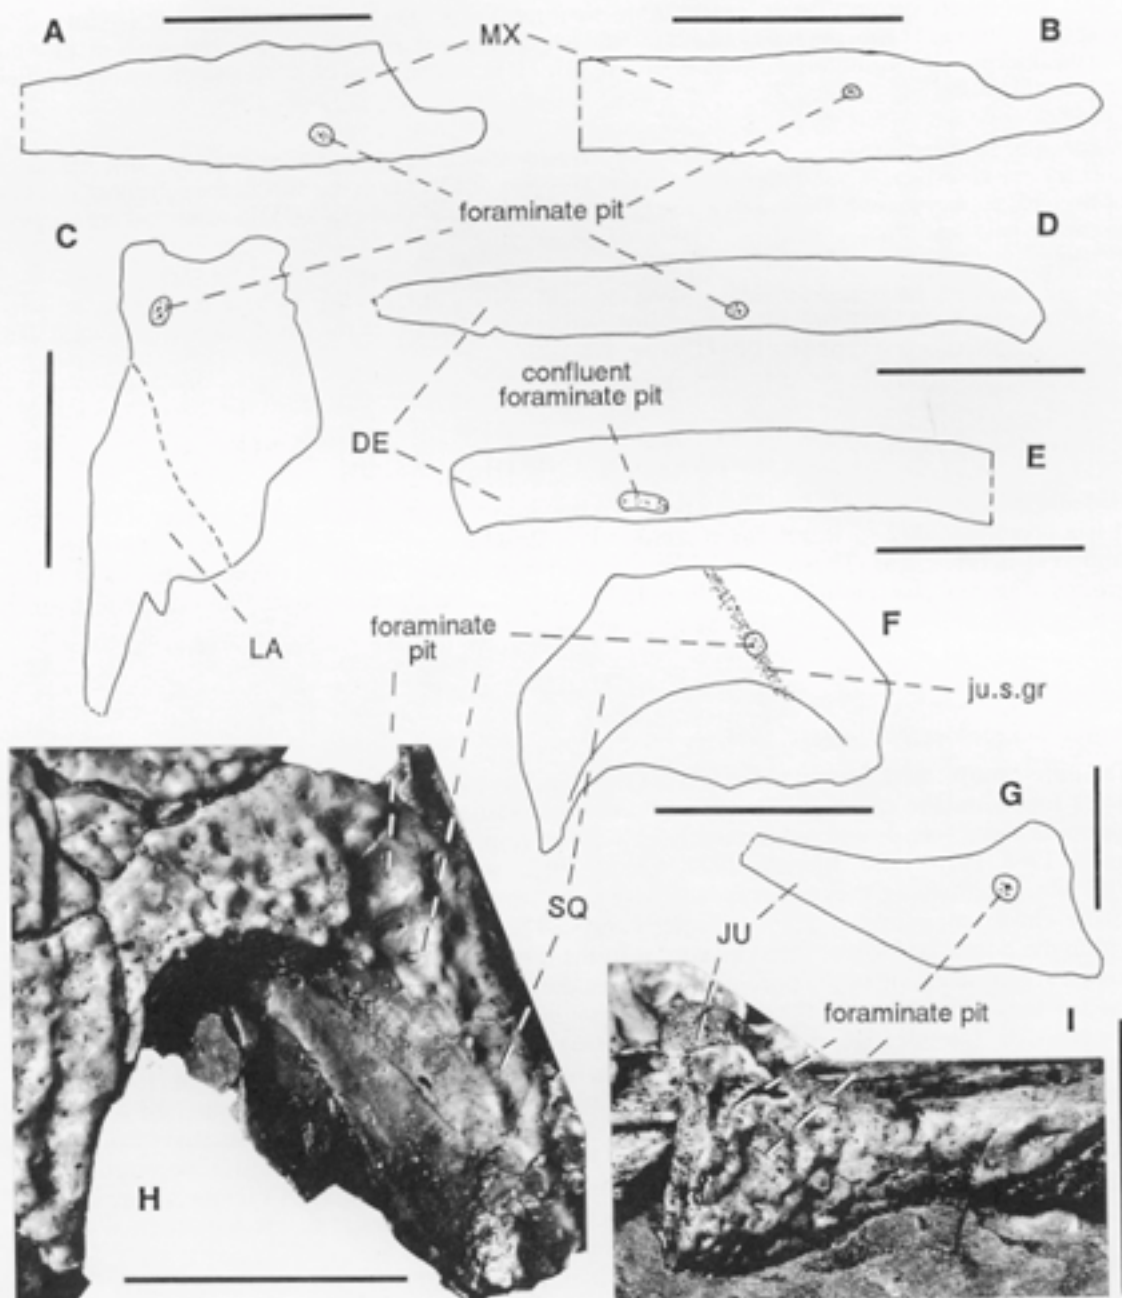 A
MX
B
foraminate pit
C
D
confluent
foraminate pit
DE
E
foraminate
pit
F
LA
ju.s.gr
G
SQ
JU
foraminate pit
I
H